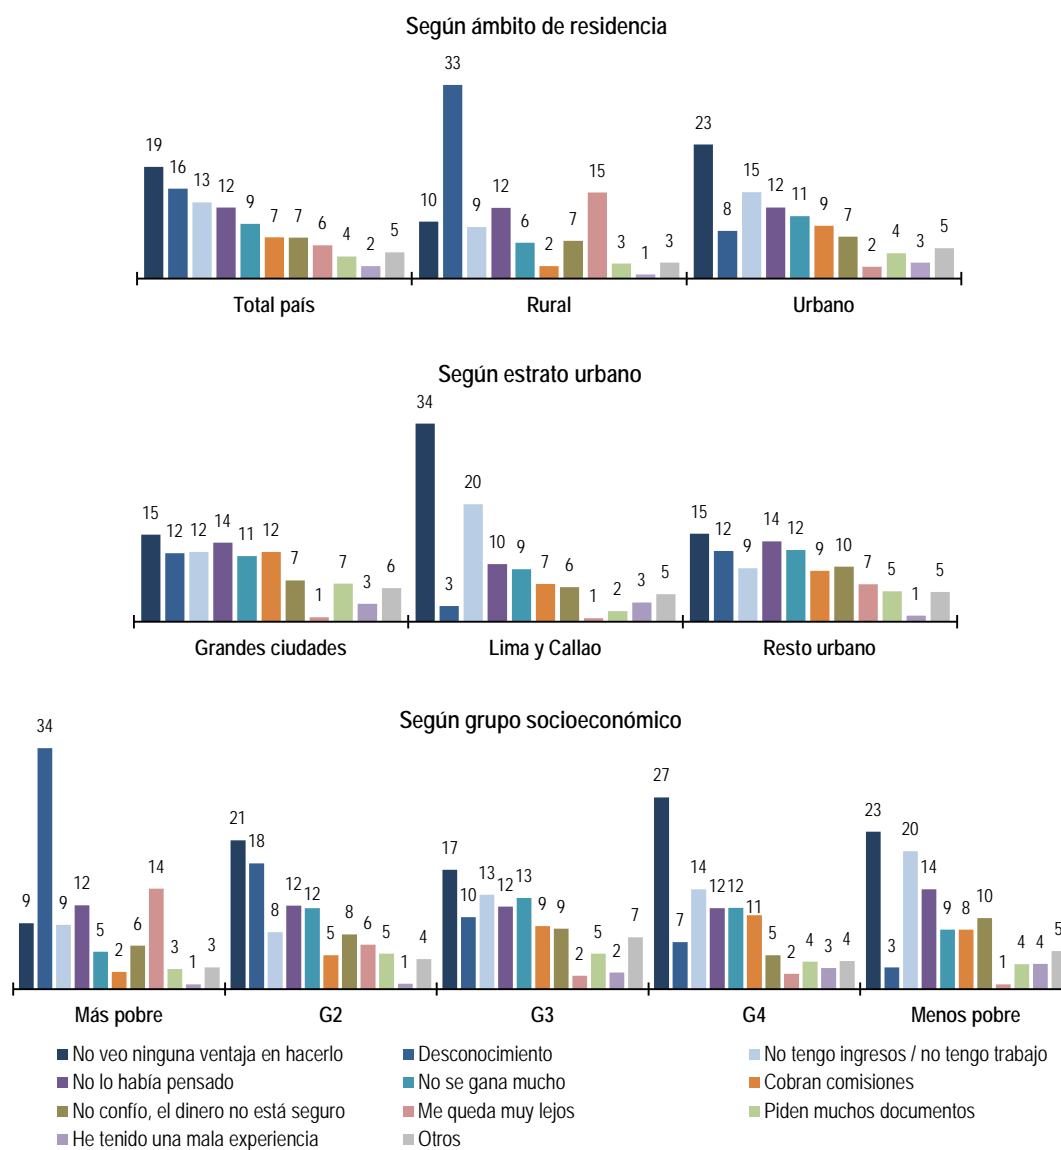 Según ámbito de residencia
19 16 13 12 9 7 7 6 4 2 5
10 33 9 12 6 2 7 15 3 1 3
23 8 15 12 11 9 7 2 4 3 5
Total país Rural Urbano
Según estrato urbano
15 12 12 14 11 12 7 1 7 3 6
34 3 20 10 9 7 6 1 2 3 5
15 12 9 14 12 9 10 7 5 1 5
Grandes ciudades Lima y Callao Resto urbano
Según grupo socioeconómico
9 34 9 12 5 2 6 14 3 1 3
21 18 8 12 12 5 8 6 5 1 4
17 10 13 12 13 9 9 2 5 2 7
27 7 14 12 12 11 5 2 4 3 4
23 3 20 14 9 8 10 1 4 4 5
Más pobre G2 G3 G4 Menos pobre
No veo ninguna ventaja en hacerlo Desconocimiento No tengo ingresos / no tengo trabajo
No lo había pensado No se gana mucho Cobran comisiones
No confío, el dinero no está seguro Me queda muy lejos Piden muchos documentos
He tenido una mala experiencia Otros